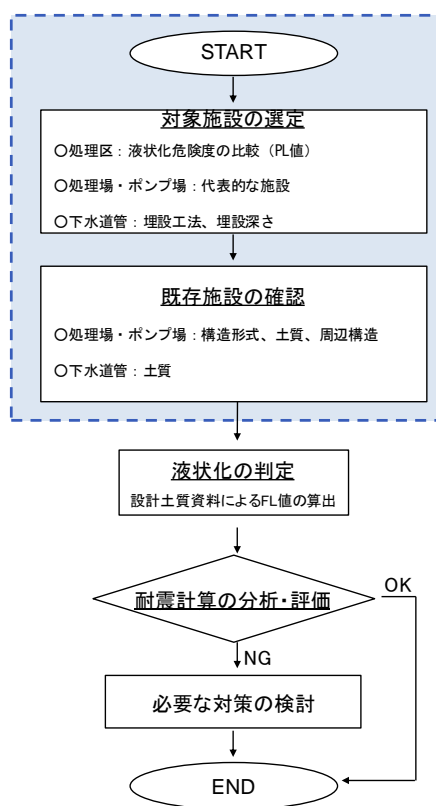 START
対象施設の選定
〇処理区：液状化危険度の比較（PL値）
〇処理場・ポンプ場：代表的な施設
〇下水道管：埋設工法、埋設深さ
既存施設の確認
〇処理場・ポンプ場：構造形式、土質、周辺構造
〇下水道管：土質
液状化の判定
設計土質資料によるFL値の算出
耐震計算の分析・評価
OK
NG
必要な対策の検討
END